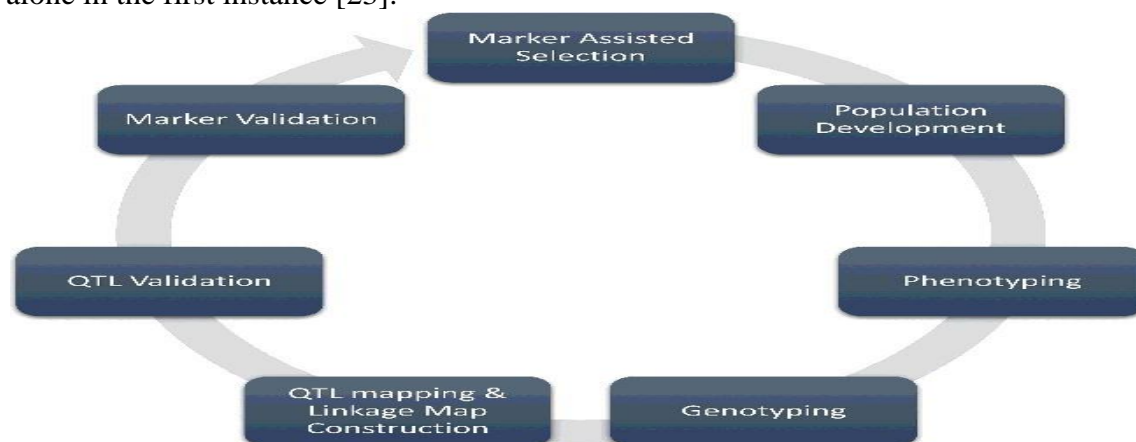 alone in the first instance [23].
Marker Assisted
Selection
Population
Development
Phenotyping
Genotyping
QTL mapping &
Linkage Map
Construction
QTL Validation
Marker Validation